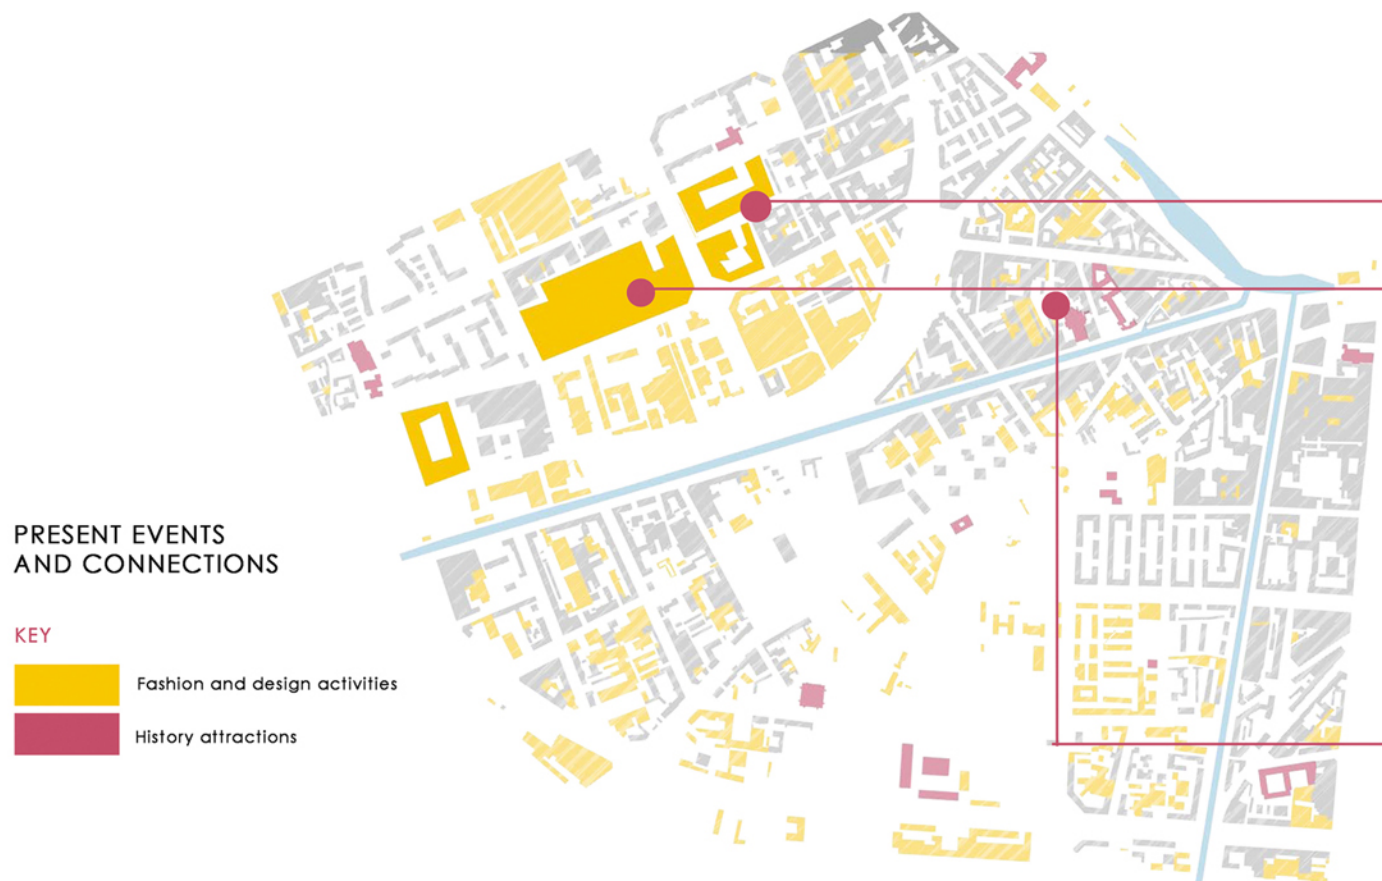 PRESENT EVENTS
AND CONNECTIONS
KEY
Fashion and design activities
History attractions